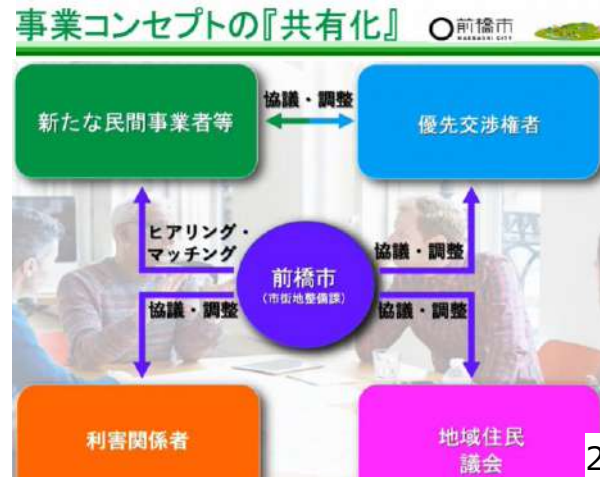 事業コンセプトの『共有化』
前橋市
MAEBASHI CITY
新たな民間事業者等
協議・調整
優先交渉権者
ヒアリング・
マッチング
協議・調整
前橋市
(市街地整備課)
協議・調整
協議・調整
利害関係者
地域住民
議会
2